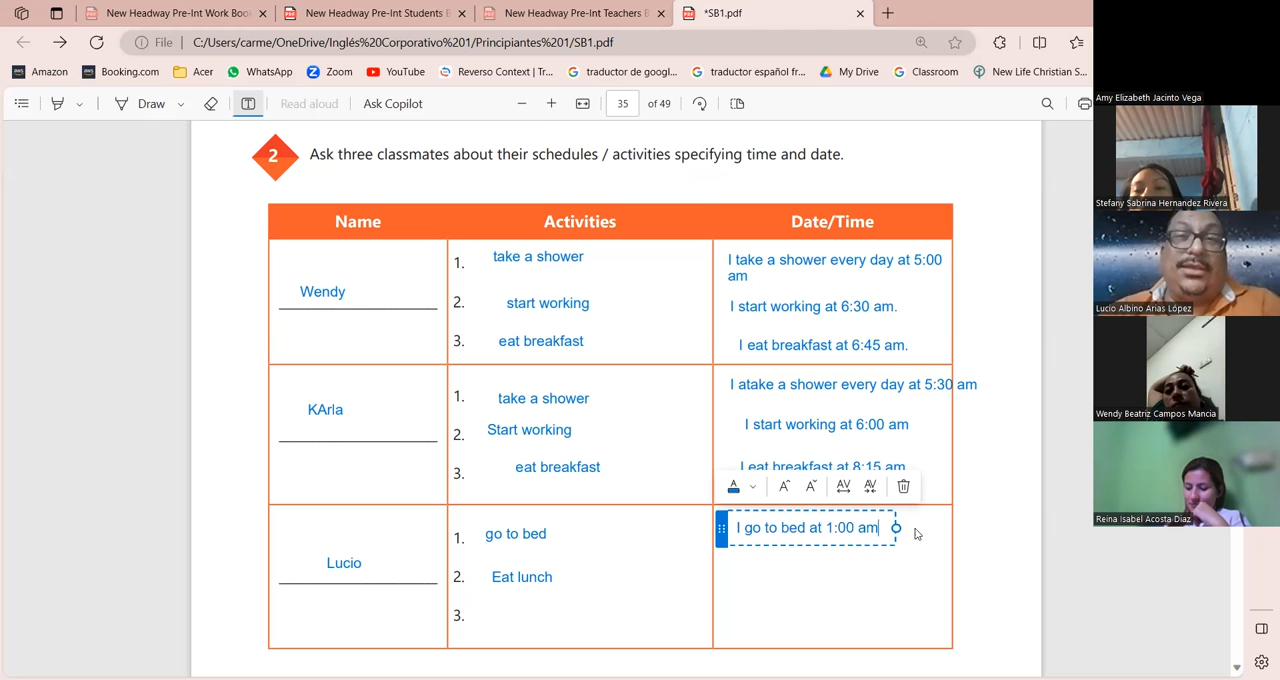 New Headway Pre-Int Work Boo
New Headway Pre-Int Students B
New Headway Pre-Int Teachers B
*SB1.pdf
File
C:/Users/carme/OneDrive/Inglés%20Corporativo%201/Principiantes%201/SB1.pdf
Amazon
Booking.com
Acer
WhatsApp
Zoom
YouTube
Reverso Context | Tr...
traductor de googl...
traductor español fr...
My Drive
Classroom
New Life Christian S...
Draw
Read aloud
Ask Copilot
35
of 49
2
Ask three classmates about their schedules / activities specifying time and date.
Name
Activities
Date/Time
Wendy
1.
take a shower
I take a shower every day at 5:00
am
2.
start working
I start working at 6:30 am.
3.
eat breakfast
I eat breakfast at 6:45 am.
KArla
1.
take a shower
I atake a shower every day at 5:30 am
2.
Start working
I start working at 6:00 am
3.
eat breakfast
I eat breakfast at 8:15 am
Lucio
1.
go to bed
I go to bed at 1:00 am
2.
Eat lunch
3.
Amy Elizabeth Jacinto Vega
Stefany Sabrina Hernandez Rivera
Lucio Albino Arias López
Wendy Beatriz Campos Mancia
Reina Isabel Acosta Diaz